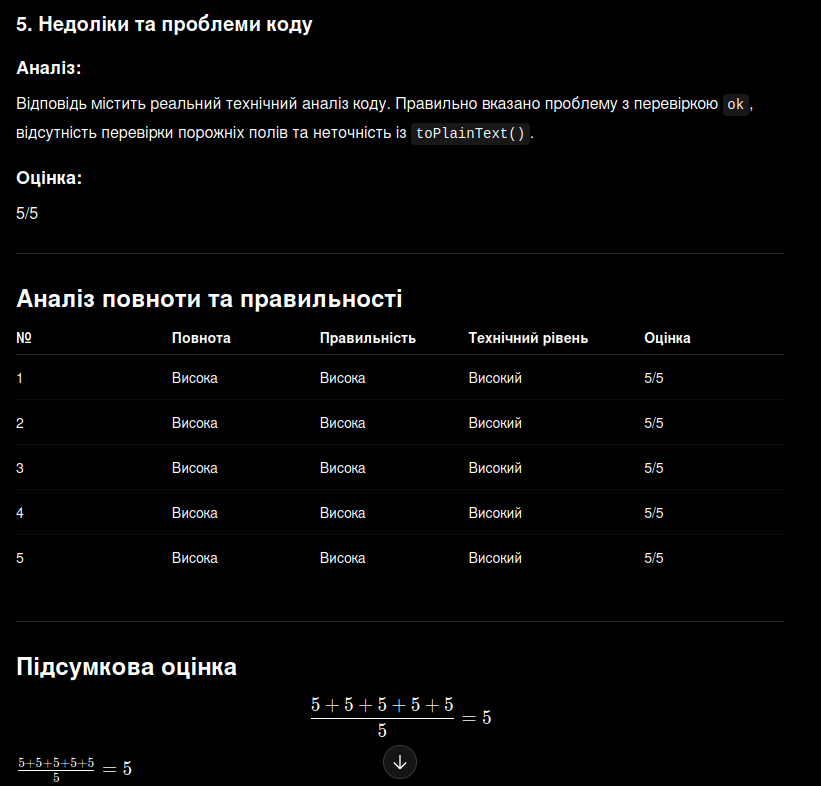 5. Недоліки та проблеми коду
Аналіз:
Відповідь містить реальний технічний аналіз коду. Правильно вказано проблему з перевіркою ok,
відсутність перевірки порожніх полів та неточність із toPlainText().
Оцінка:
5/5
Аналіз повноти та правильності
№ Повнота Правильність Технічний рівень Оцінка
1 Висока Висока Високий 5/5
2 Висока Висока Високий 5/5
3 Висока Висока Високий 5/5
4 Висока Висока Високий 5/5
5 Висока Висока Високий 5/5
Підсумкова оцінка
5 + 5 + 5 + 5 + 5
= 5
5
5+5+5+5+5
= 5
5